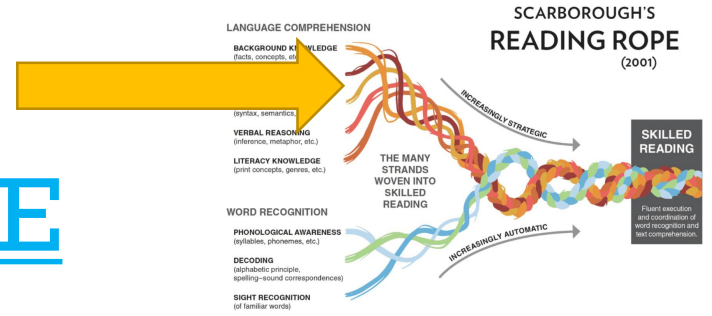 SCARBOROUGH'S
READING ROPE
(2001)
LANGUAGE COMPREHENSION
BACKGROUND KNOWLEDGE
(facts, concepts, etc
(syntax, semantics,
VERBAL REASONING
(inference, metaphor, etc.)
LITERACY KNOWLEDGE
(print concepts, genres, etc.)
WORD RECOGNITION
PHONOLOGICAL AWARENESS
(syllables, phonemes, etc.)
DECODING
(alphabetic principle,
spelling–sound correspondences)
SIGHT RECOGNITION
(of familiar words)
THE MANY
STRANDS
WOVEN INTO
SKILLED
READING
INCREASINGLY STRATEGIC
INCREASINGLY AUTOMATIC
SKILLED
READING
Fluent execution
and coordination of
word recognition and
text comprehension.
E